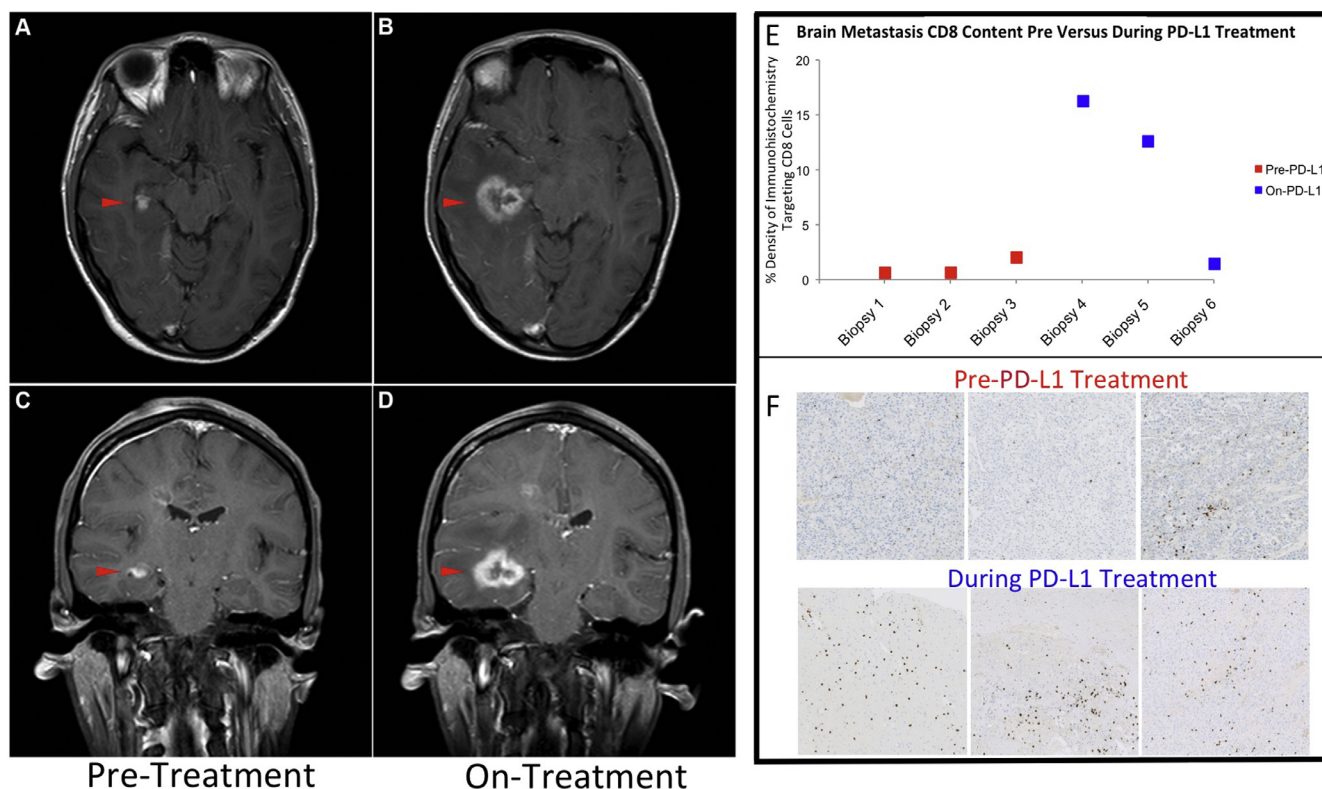 A
B
C
D
Pre-Treatment
On-Treatment
E
Brain Metastasis CD8 Content Pre Versus During PD-L1 Treatment
% Density of Immunohistochemistry
Targeting CD8 Cells
20
15
10
5
0
Biopsy 1
Biopsy 2
Biopsy 3
Biopsy 4
Biopsy 5
Biopsy 6
Pre-PD-L1
On-PD-L1
F
Pre-PD-L1 Treatment
During PD-L1 Treatment